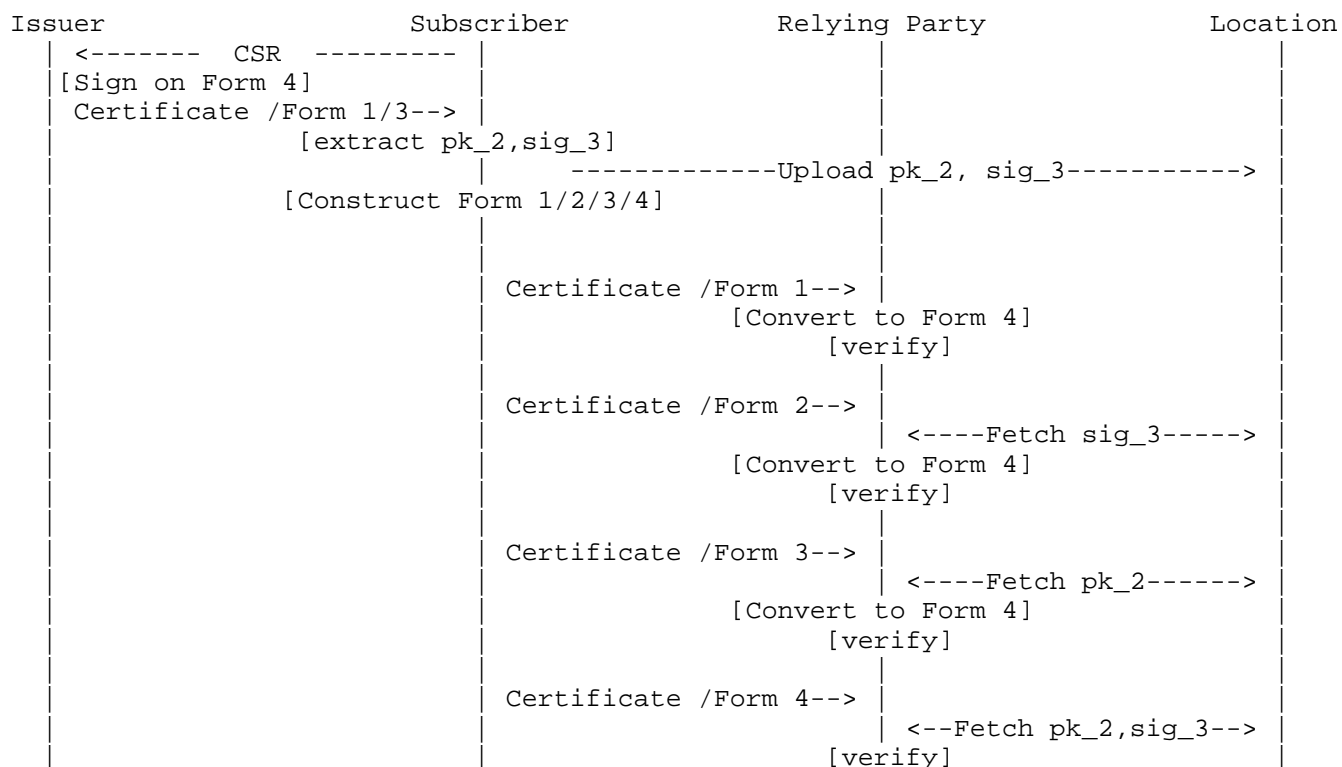 Issuer Subscriber Relying Party Location
<------- CSR ---------
[Sign on Form 4]
Certificate /Form 1/3-->
[extract pk_2,sig_3]
-------------Upload pk_2, sig_3----------->
[Construct Form 1/2/3/4]
Certificate /Form 1-->
[Convert to Form 4]
[verify]
Certificate /Form 2-->
<----Fetch sig_3----->
[Convert to Form 4]
[verify]
Certificate /Form 3-->
<----Fetch pk_2------>
[Convert to Form 4]
[verify]
Certificate /Form 4-->
<--Fetch pk_2,sig_3-->
[verify]